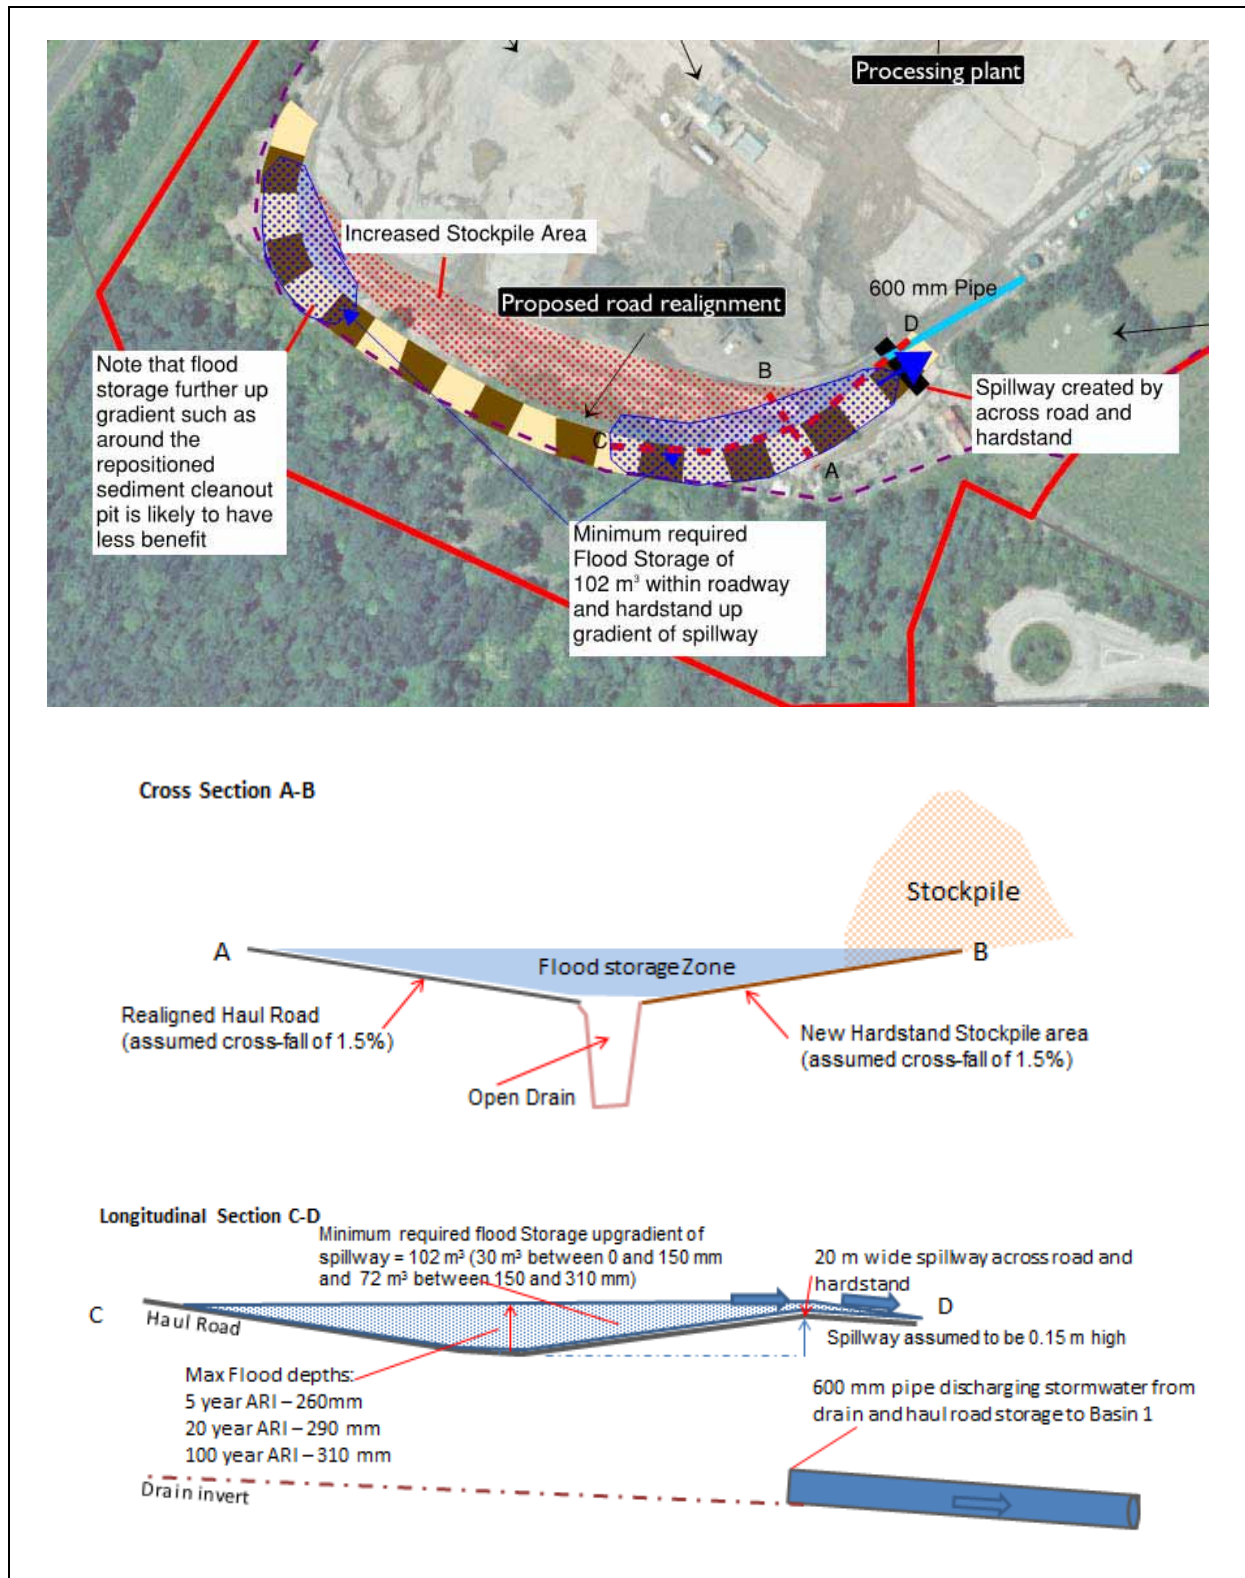 Processing plant
Increased Stockpile Area
600 mm Pipe
Proposed road realignment
D
B
Note that flood
storage further up
gradient such as
around the
repositioned
sediment cleanout
pit is likely to have
less benefit
Spillway created by
across road and
hardstand
C
A
Minimum required
Flood Storage of
102 m³ within roadway
and hardstand up
gradient of spillway
Cross Section A-B
Stockpile
A
B
Flood storage Zone
Realigned Haul Road
(assumed cross-fall of 1.5%)
New Hardstand Stockpile area
(assumed cross-fall of 1.5%)
Open Drain
Longitudinal Section C-D
Minimum required flood Storage upgradient of
spillway = 102 m³ (30 m³ between 0 and 150 mm
and 72 m³ between 150 and 310 mm)
20 m wide spillway across road and
hardstand
C
Haul Road
D
Spillway assumed to be 0.15 m high
Max Flood depths:
5 year ARI – 260mm
20 year ARI – 290 mm
100 year ARI – 310 mm
600 mm pipe discharging stormwater from
drain and haul road storage to Basin 1
Drain invert